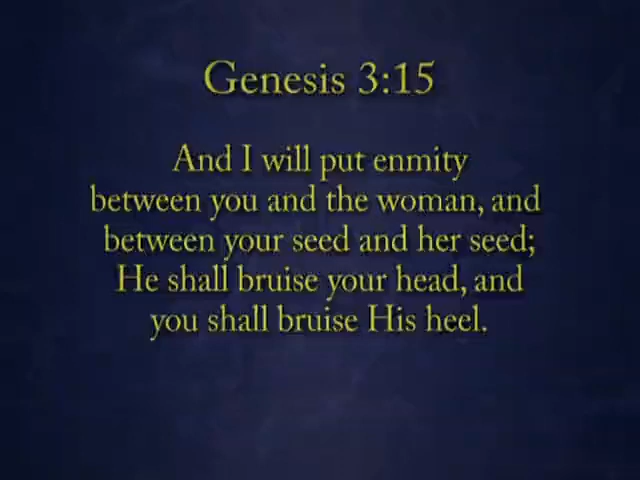 Genesis 3:15
And I will put enmity
between you and the woman, and
between your seed and her seed;
He shall bruise your head, and
you shall bruise His heel.